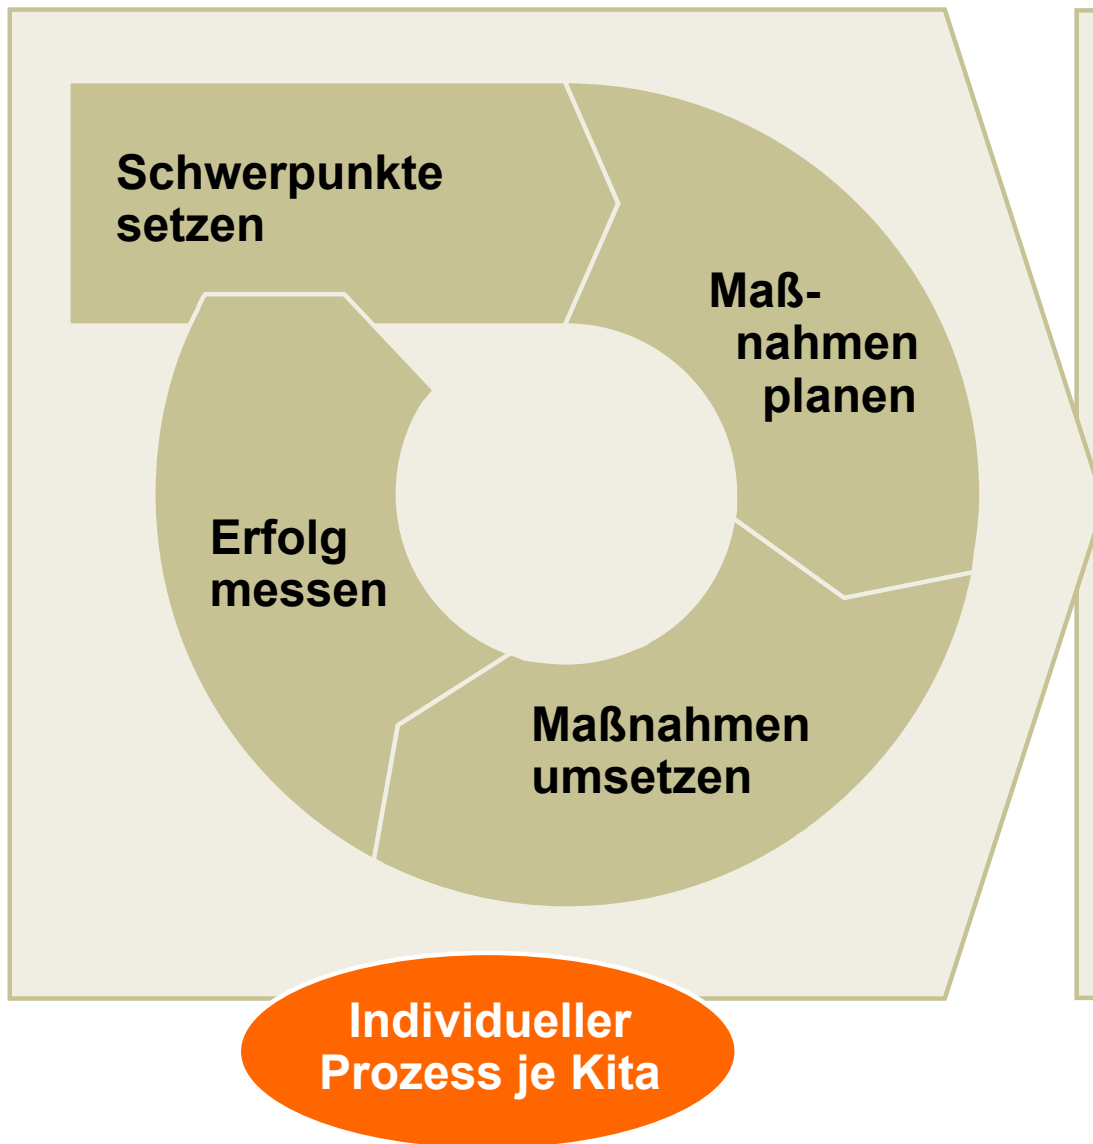 Schwerpunkte
setzen
Maß-
nahmen
planen
Erfolg
messen
Maßnahmen
umsetzen
Individueller
Prozess je Kita